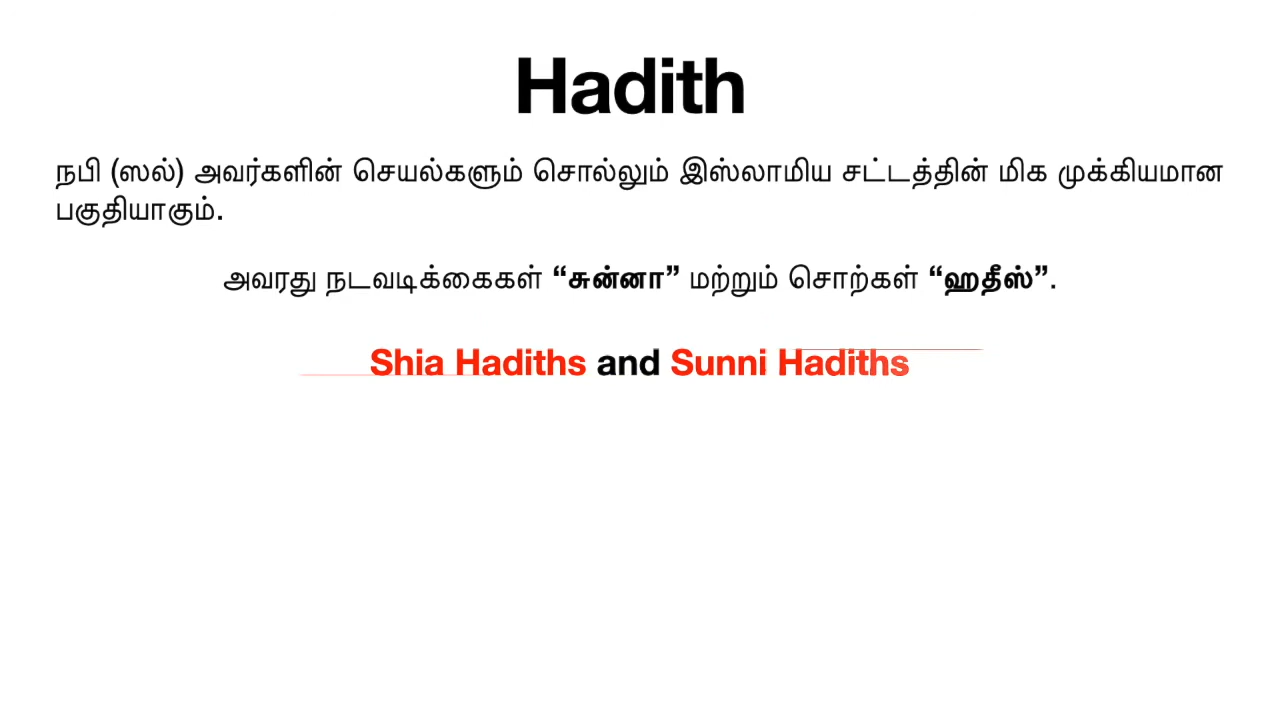 Hadith
நபி (ஸல்) அவர்களின் செயல்களும் சொல்லும் இஸ்லாமிய சட்டத்தின் மிக முக்கியமான
பகுதியாகும்.
அவரது நடவடிக்கைகள் “சுன்னா” மற்றும் சொற்கள் “ஹதீஸ்”.
Shia Hadiths and Sunni Hadiths